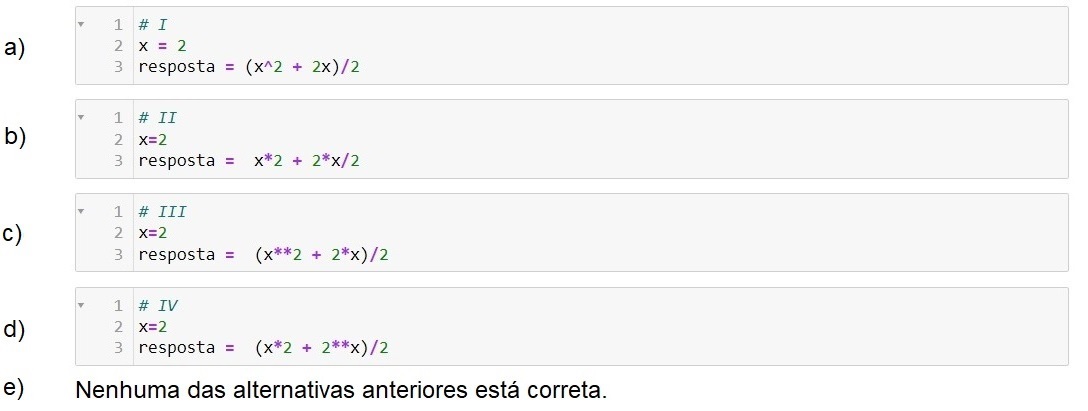 a)
1 # I
2 x = 2
3 resposta = (x^2 + 2x)/2
b)
1 # II
2 x=2
3 resposta =  x*2 + 2*x/2
c)
1 # III
2 x=2
3 resposta =  (x**2 + 2*x)/2
d)
1 # IV
2 x=2
3 resposta =  (x*2 + 2**x)/2
e) Nenhuma das alternativas anteriores está correta.